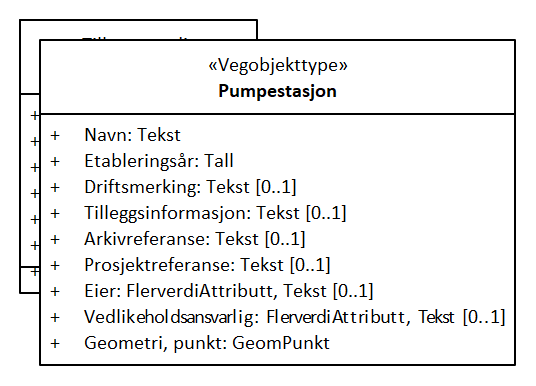 «Vegobjekttype»
Pumpestasjon
+ Navn: Tekst
+ Etableringsår: Tall
+ Driftsmerking: Tekst [0..1]
+ Tilleggsinformasjon: Tekst [0..1]
+ Arkivreferanse: Tekst [0..1]
+ Prosjektreferanse: Tekst [0..1]
+ Eier: FlerverdiAttributt, Tekst [0..1]
+ Vedlikeholdsansvarlig: FlerverdiAttributt, Tekst [0..1]
+ Geometri, punkt: GeomPunkt